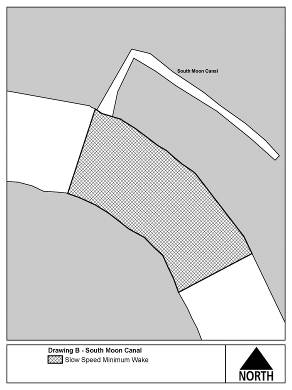 South Moon Canal
Drawing B - South Moon Canal
Slow Speed Minimum Wake
NORTH